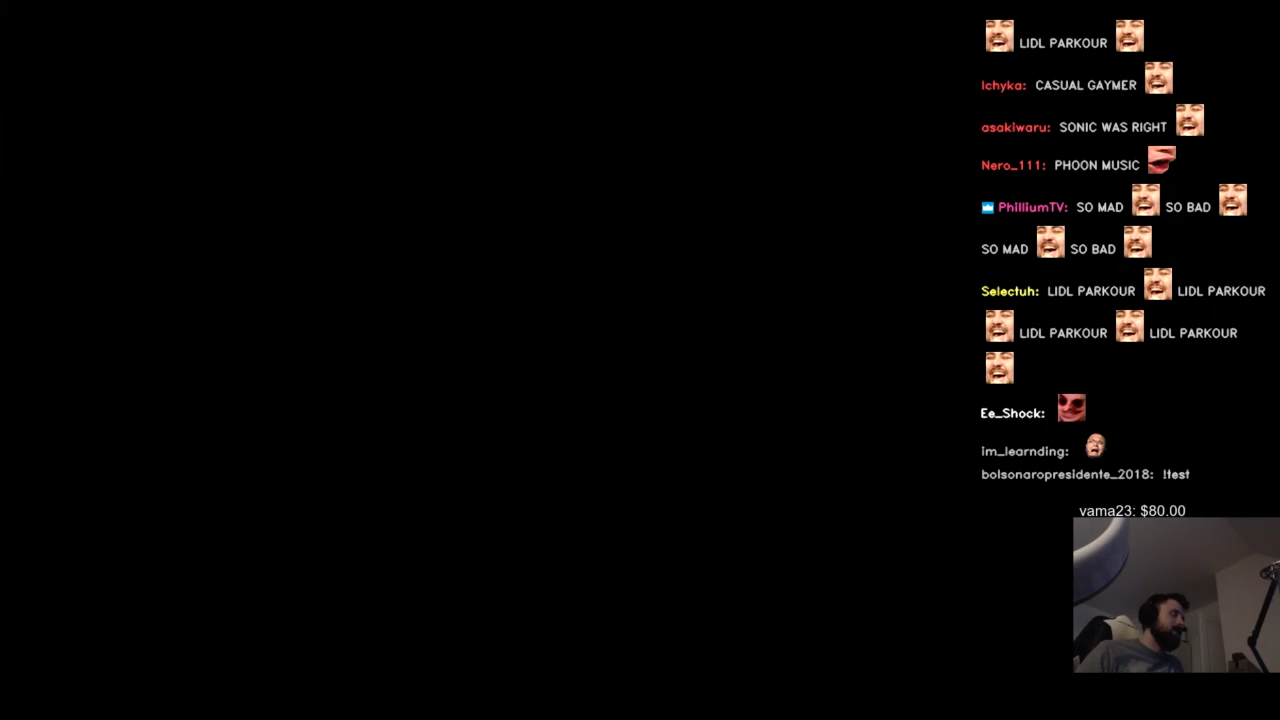 LIDL PARKOUR
Ichyka: CASUAL GAYMER
asakiwaru: SONIC WAS RIGHT
Nero_111: PHOON MUSIC
PhilliumTV: SO MAD SO BAD
SO MAD SO BAD
Selectuh: LIDL PARKOUR LIDL PARKOUR
LIDL PARKOUR LIDL PARKOUR
Ee_Shock:
im_learnding:
bolsonaropresidente_2018: !test
vama23: $80.00